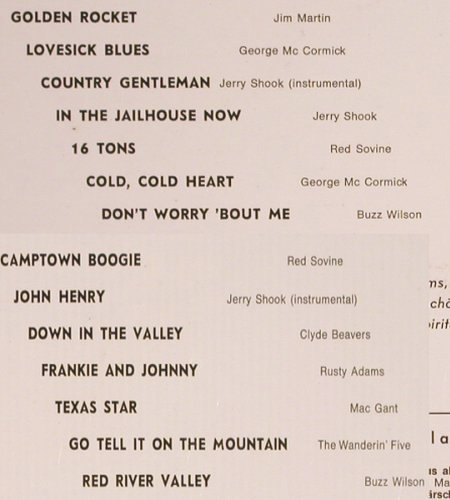 GOLDEN ROCKET Jim Martin
LOVESICK BLUES George Mc Cormick
COUNTRY GENTLEMAN Jerry Shook (instrumental)
IN THE JAILHOUSE NOW Jerry Shook
16 TONS Red Sovine
COLD, COLD HEART George Mc Cormick
DON'T WORRY 'BOUT ME Buzz Wilson
CAMPTOWN BOOGIE Red Sovine
JOHN HENRY Jerry Shook (instrumental)
DOWN IN THE VALLEY Clyde Beavers
FRANKIE AND JOHNNY Rusty Adams
TEXAS STAR Mac Gant
GO TELL IT ON THE MOUNTAIN The Wanderin' Five
RED RIVER VALLEY Buzz Wilson